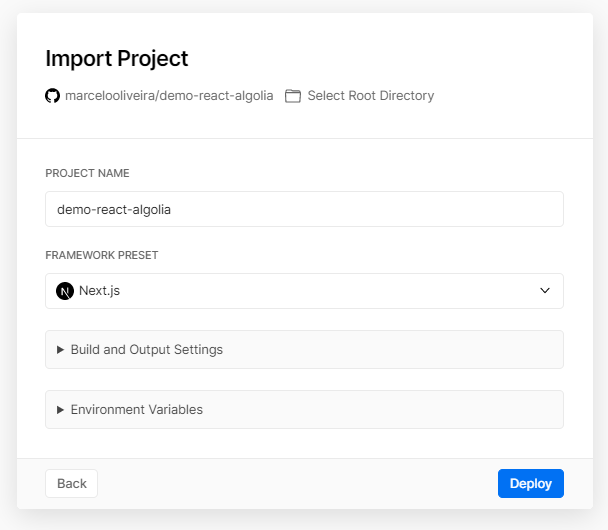 Import Project
marcelooliveira/demo-react-algolia Select Root Directory
PROJECT NAME
demo-react-algolia
FRAMEWORK PRESET
N Next.js
Build and Output Settings
Environment Variables
Back Deploy